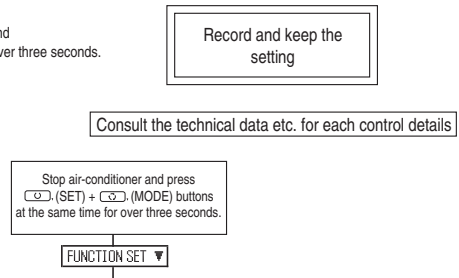 nd
ver three seconds.
Record and keep the
setting
Consult the technical data etc. for each control details
Stop air-conditioner and press
(SET) + (MODE) buttons
at the same time for over three seconds.
FUNCTION SET ▼